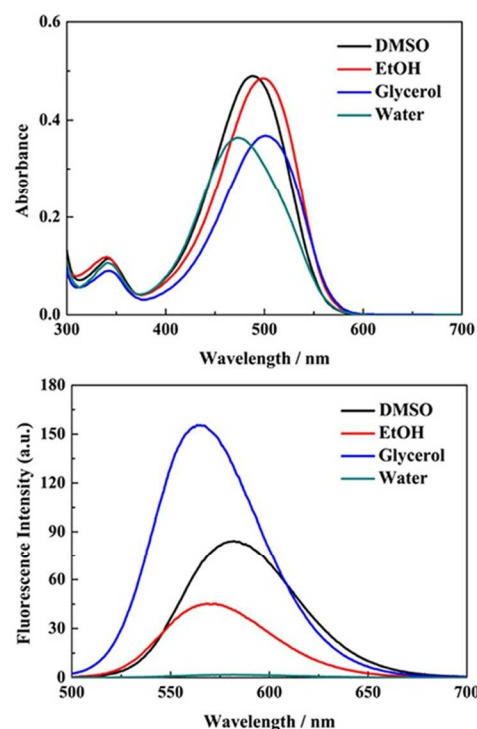 0.6
0.4
0.2
0.0
Absorbance
DMSO
EtOH
Glycerol
Water
300 400 500 600 700
Wavelength / nm
180
150
120
90
60
30
0
Fluorescence Intensity (a.u.)
DMSO
EtOH
Glycerol
Water
500 550 600 650 700
Wavelength / nm